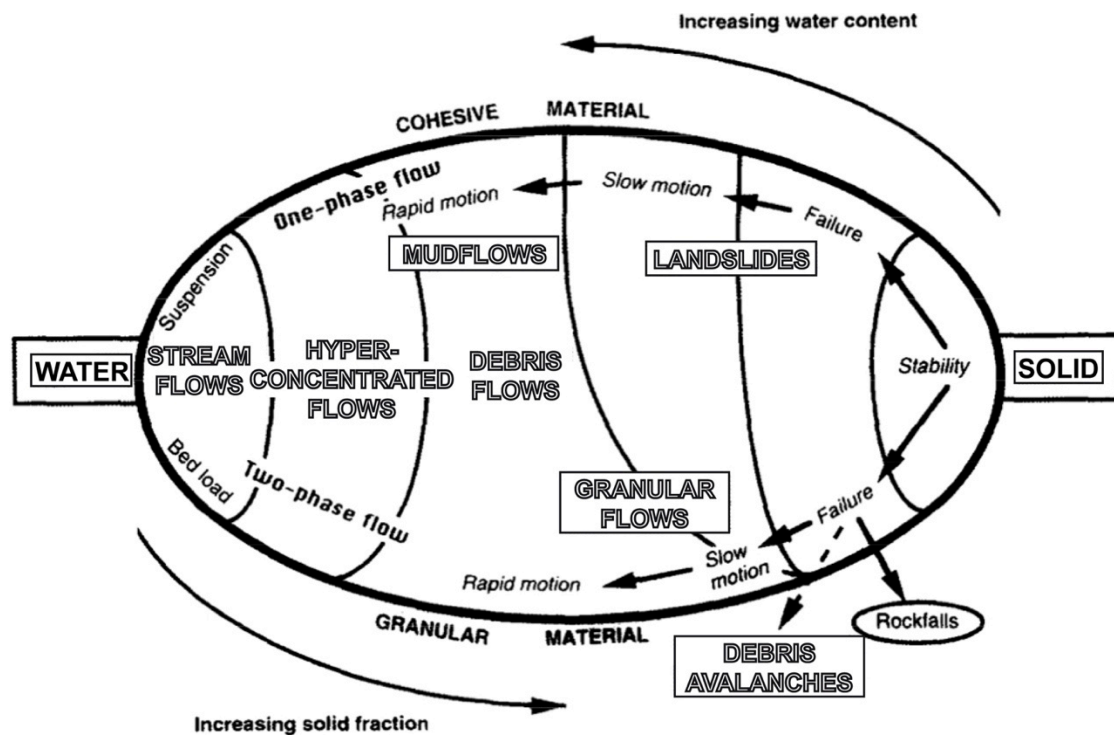 Increasing water content
COHESIVE MATERIAL
One-phase flow
Rapid motion
Slow motion
Failure
MUDFLOWS
LANDSLIDES
Suspension
WATER
STREAM
FLOWS
HYPER-
CONCENTRATED
FLOWS
DEBRIS
FLOWS
Stability
SOLID
Bed load
Two-phase flow
GRANULAR
FLOWS
Failure
Slow
motion
Rapid motion
Rockfalls
GRANULAR MATERIAL
DEBRIS
AVALANCHES
Increasing solid fraction